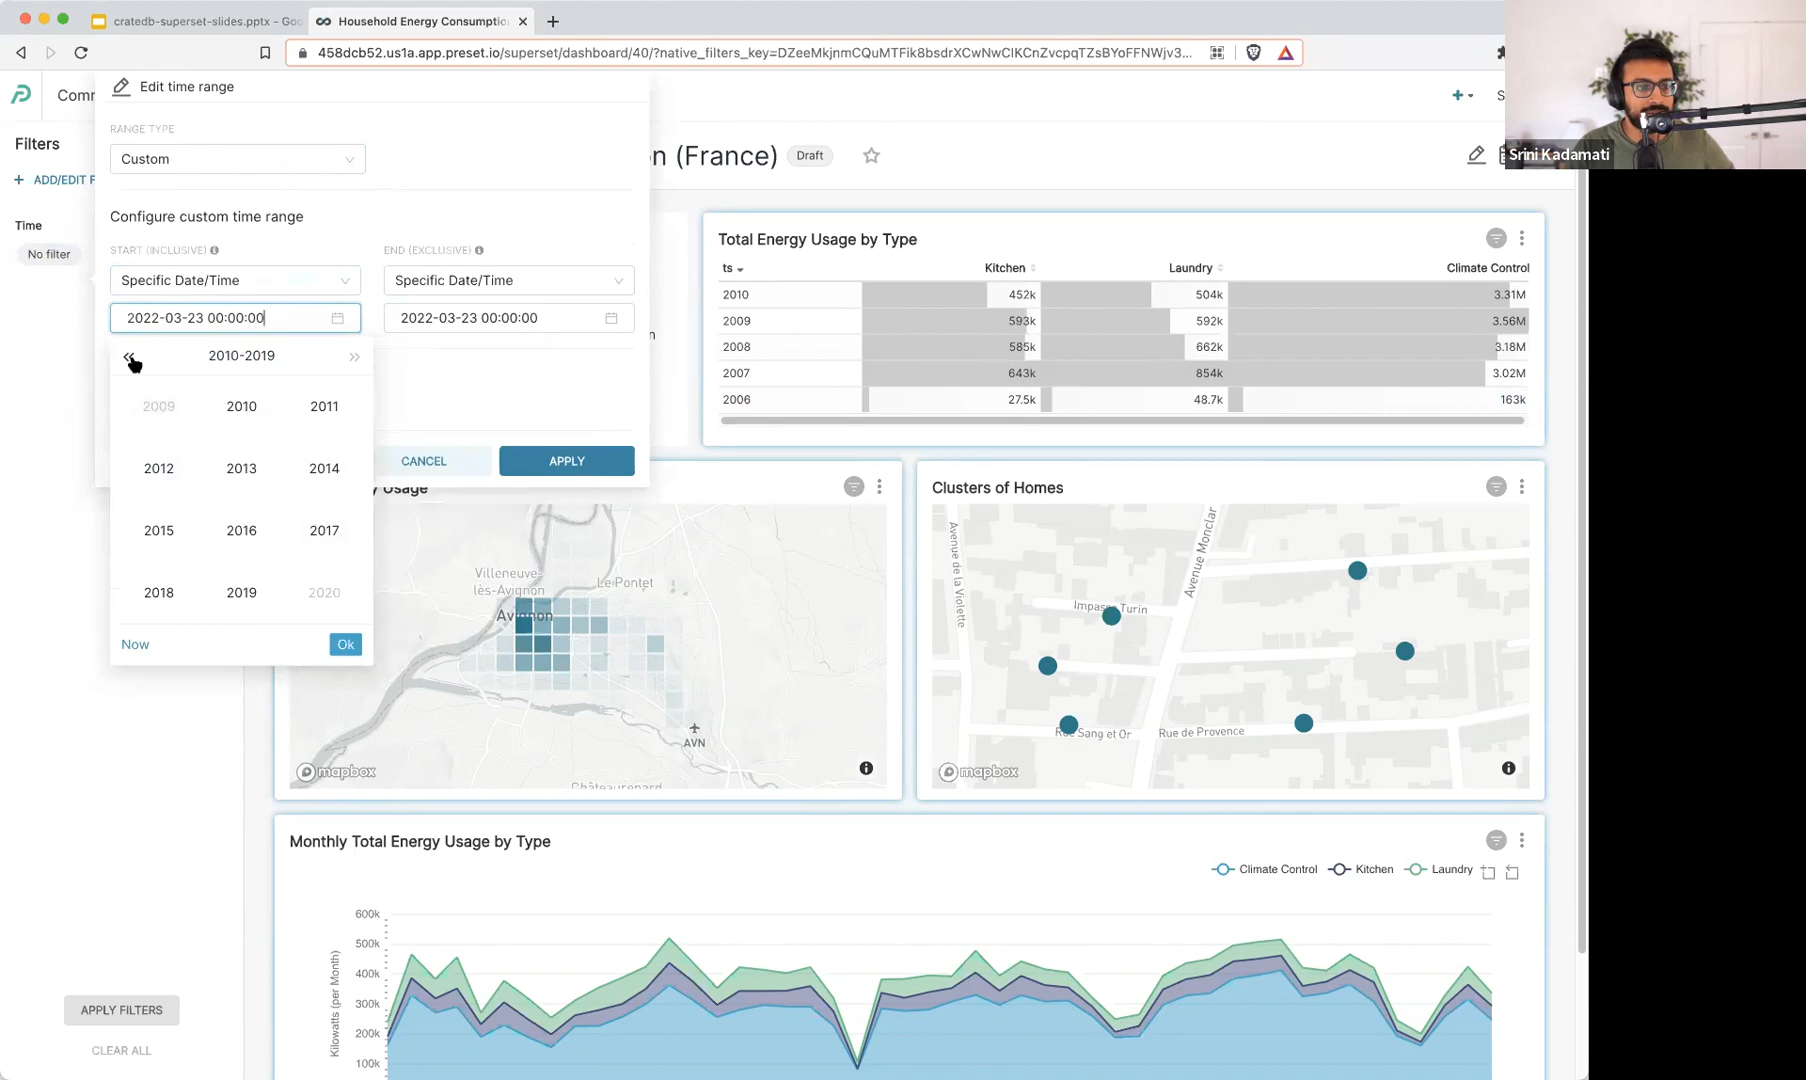 cratedb-superset-slides.pptx - Goo
Household Energy Consumptio
458dcb52.us1a.app.preset.io/superset/dashboard/40/?native_filters_key=DZeeMkjnmCQuMTFik8bsdrXCwNwCIKCnZvcpqTZsBYoFFNWjv3...
Comm
Edit time range
RANGE TYPE
Custom
Configure custom time range
START (INCLUSIVE)
END (EXCLUSIVE)
Specific Date/Time
Specific Date/Time
2022-03-23 00:00:00
2022-03-23 00:00:00
2010-2019
2009 2010 2011
2012 2013 2014
2015 2016 2017
2018 2019 2020
Now
Ok
CANCEL
APPLY
Filters
+ ADD/EDIT F
Time
No filter
APPLY FILTERS
CLEAR ALL
n (France)
Draft
S
Srini Kadamati
n
Total Energy Usage by Type
ts Kitchen Laundry Climate Control
2010 452k 504k 3.31M
2009 593k 592k 3.56M
2008 585k 662k 3.18M
2007 643k 854k 3.02M
2006 27.5k 48.7k 163k
y Usage
Villeneuve-
lès-Avignon
Le Pontet
Avignon
AVN
Châteaurenard
mapbox
Clusters of Homes
Avenue de la Violette
Avenue Monclar
Impasse Turin
Rue Sang et Or
Rue de Provence
mapbox
Monthly Total Energy Usage by Type
Climate Control
Kitchen
Laundry
Kilowatts (per Month)
600k
500k
400k
300k
200k
100k